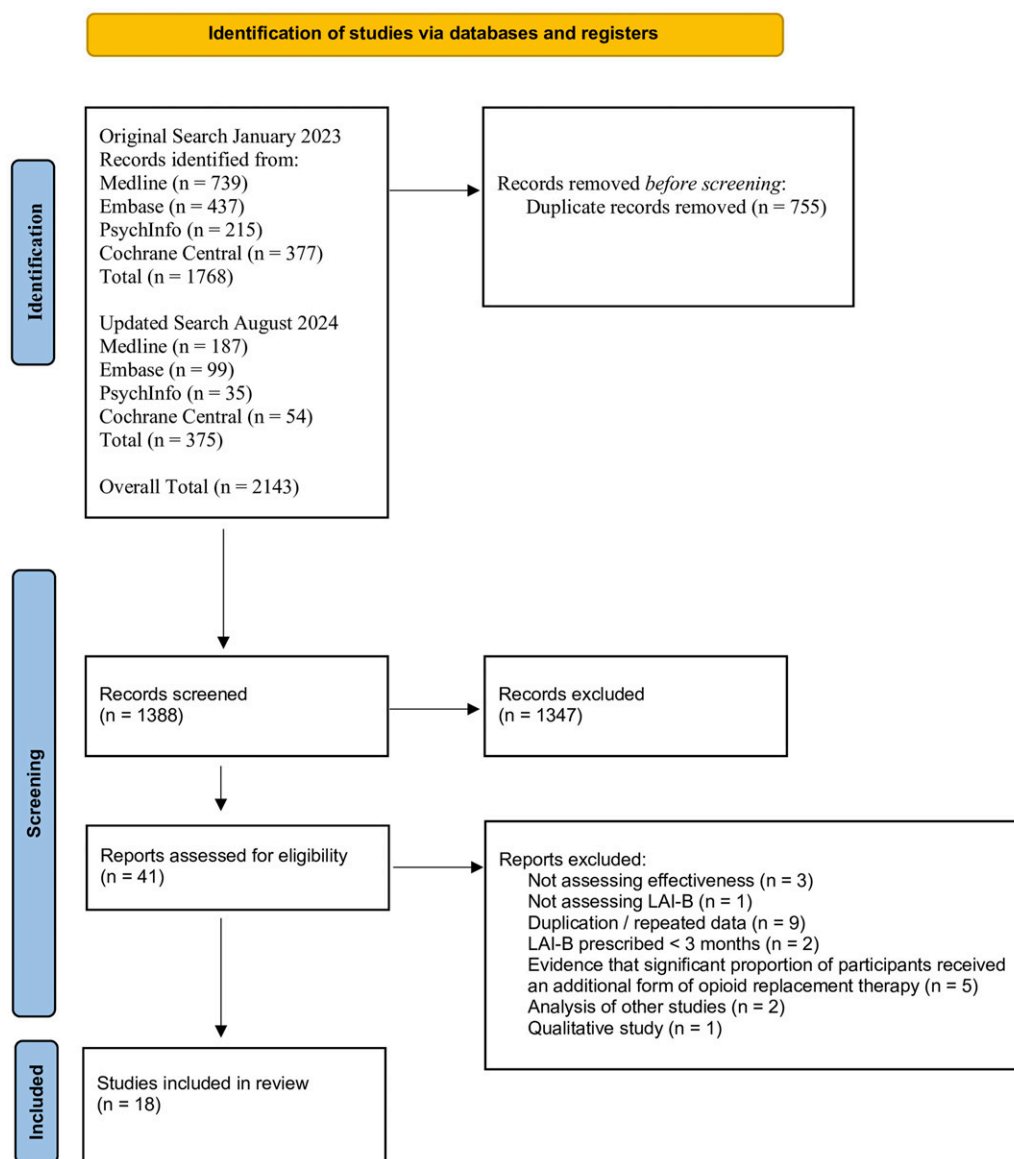 Identification of studies via databases and registers
Identification
Original Search January 2023
Records identified from:
Medline (n = 739)
Embase (n = 437)
PsychInfo (n = 215)
Cochrane Central (n = 377)
Total (n = 1768)
Updated Search August 2024
Medline (n = 187)
Embase (n = 99)
PsychInfo (n = 35)
Cochrane Central (n = 54)
Total (n = 375)
Overall Total (n = 2143)
Records removed before screening:
Duplicate records removed (n = 755)
Screening
Records screened
(n = 1388)
Records excluded
(n = 1347)
Reports assessed for eligibility
(n = 41)
Reports excluded:
Not assessing effectiveness (n = 3)
Not assessing LAI-B (n = 1)
Duplication / repeated data (n = 9)
LAI-B prescribed < 3 months (n = 2)
Evidence that significant proportion of participants received
an additional form of opioid replacement therapy (n = 5)
Analysis of other studies (n = 2)
Qualitative study (n = 1)
Included
Studies included in review
(n = 18)